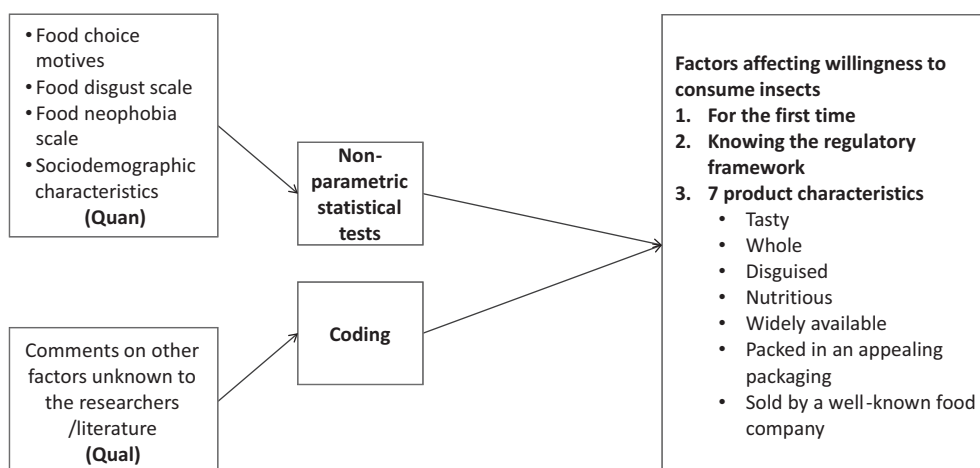 • Food choice
motives
• Food disgust scale
• Food neophobia
scale
• Sociodemographic
characteristics
(Quan)
Non-
parametric
statistical
tests
Comments on other
factors unknown to
the researchers
/literature
(Qual)
Coding
Factors affecting willingness to
consume insects
1. For the first time
2. Knowing the regulatory
framework
3. 7 product characteristics
• Tasty
• Whole
• Disguised
• Nutritious
• Widely available
• Packed in an appealing
packaging
• Sold by a well-known food
company